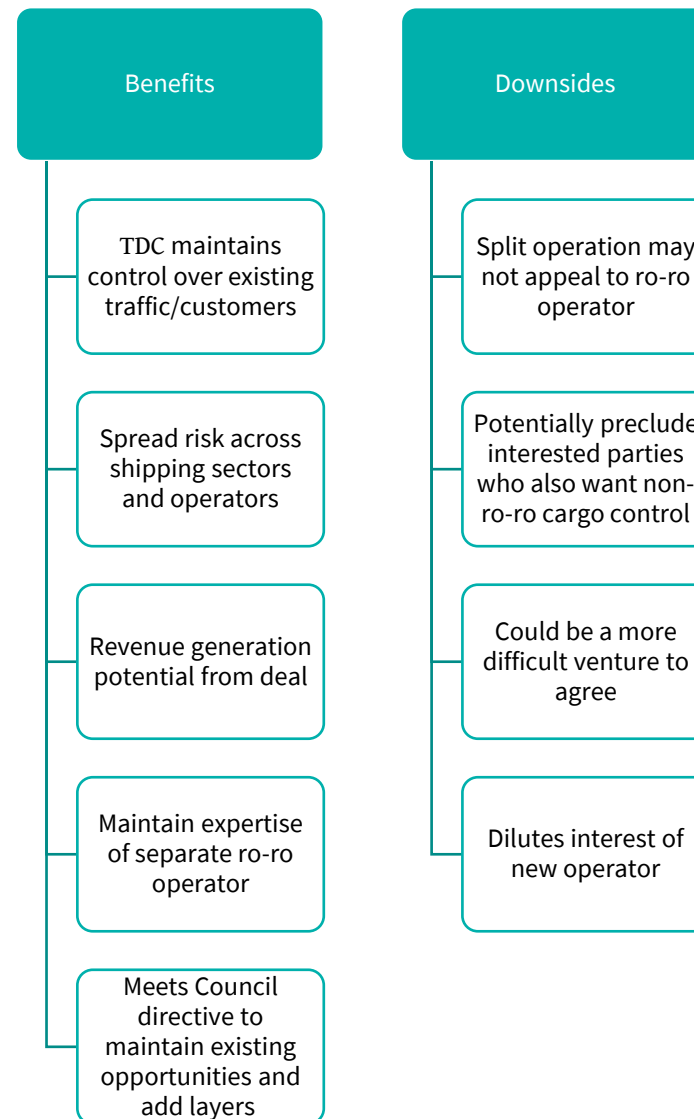 Benefits
TDC maintains
control over existing
traffic/customers
Spread risk across
shipping sectors
and operators
Revenue generation
potential from deal
Maintain expertise
of separate ro-ro
operator
Meets Council
directive to
maintain existing
opportunities and
add layers
Downsides
Split operation may
not appeal to ro-ro
operator
Potentially preclude
interested parties
who also want non-
ro-ro cargo control
Could be a more
difficult venture to
agree
Dilutes interest of
new operator